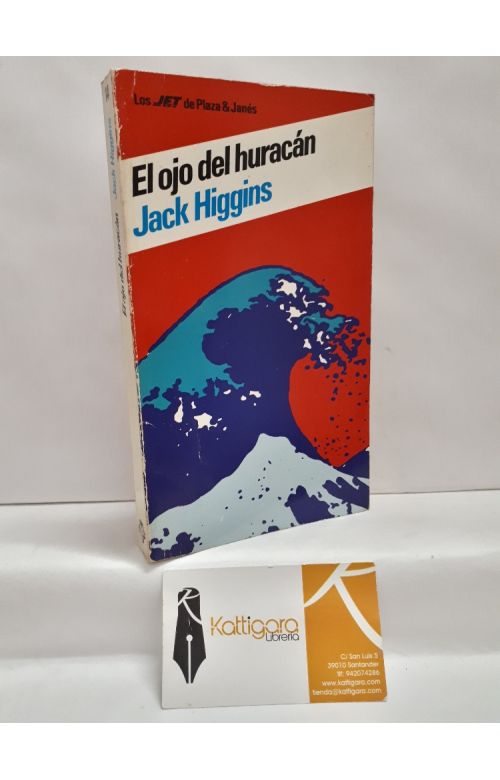 Los JET de Plaza & Janés
El ojo del huracán
Jack Higgins
El ojo del huracán Jack Higgins
Kattigara
Librería
C/ San Luis 5
39010 Santander
Tlf. 942074286
www.kattigara.com
tienda@kattigara.com